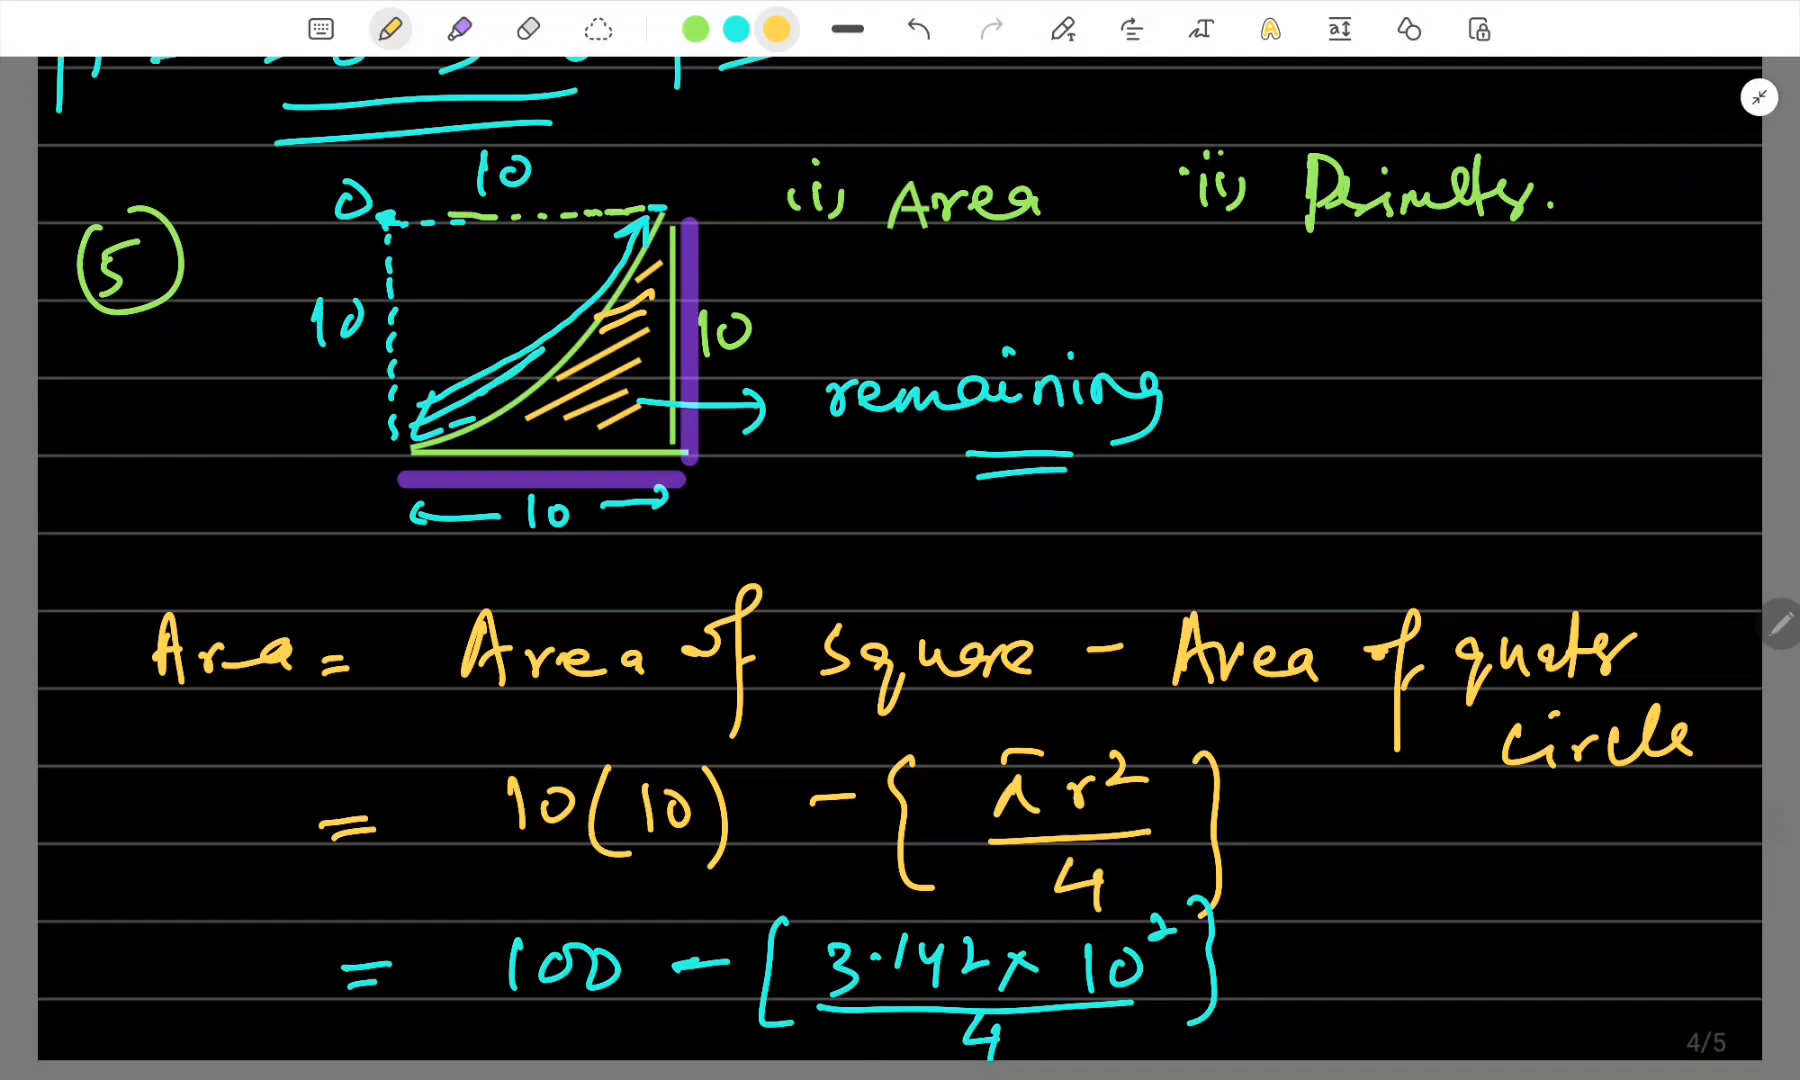 10
O
i) Area ii) Perimeter.
5
10
10
remaining
10
Area = Area of square - Area of quater circle
= 10(10) - { πr² / 4 }
= 100 - [ 3.142 x 10² / 4 ]
4/5